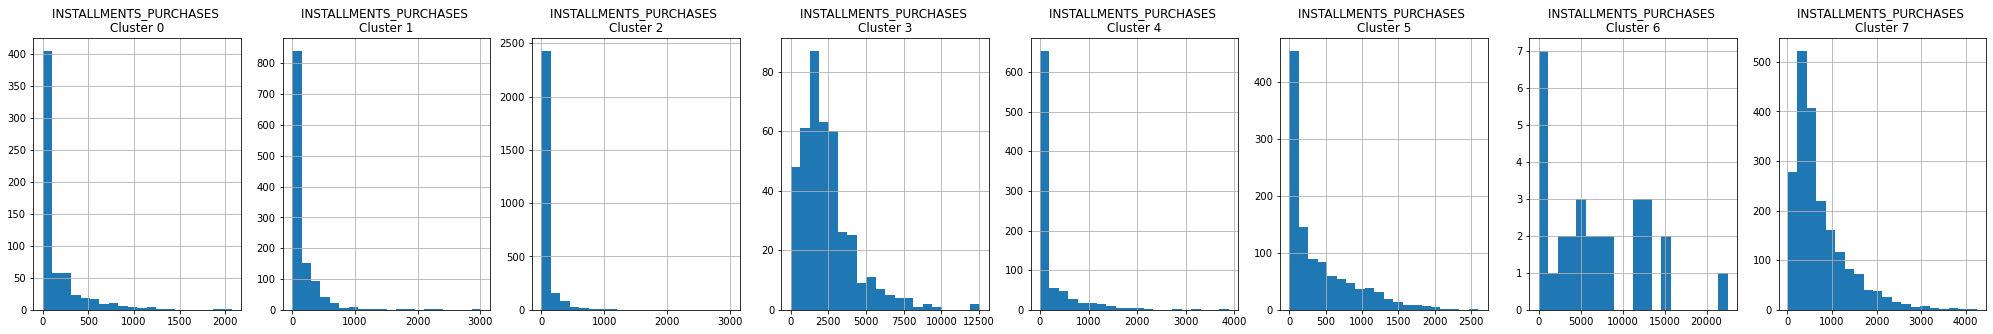 INSTALLMENTS_PURCHASES
Cluster 0
400
350
300
250
200
150
100
50
0
0 500 1000 1500 2000
INSTALLMENTS_PURCHASES
Cluster 1
800
700
600
500
400
300
200
100
0
0 1000 2000 3000
INSTALLMENTS_PURCHASES
Cluster 2
2500
2000
1500
1000
500
0
0 1000 2000 3000
INSTALLMENTS_PURCHASES
Cluster 3
80
60
40
20
0
0 2500 5000 7500 10000 12500
INSTALLMENTS_PURCHASES
Cluster 4
600
500
400
300
200
100
0
0 1000 2000 3000 4000
INSTALLMENTS_PURCHASES
Cluster 5
400
300
200
100
0
0 500 1000 1500 2000 2500
INSTALLMENTS_PURCHASES
Cluster 6
7
6
5
4
3
2
1
0
0 5000 10000 15000 20000
INSTALLMENTS_PURCHASES
Cluster 7
500
400
300
200
100
0
0 1000 2000 3000 4000